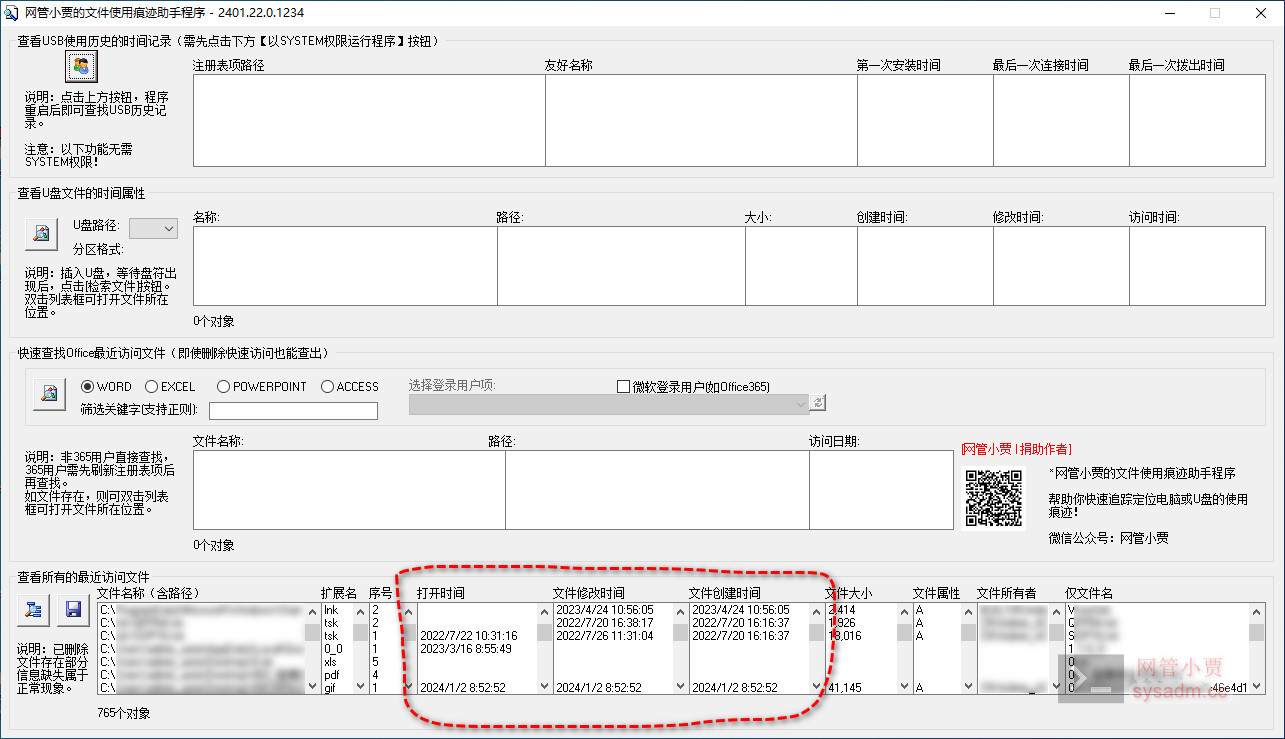 网管小贾的文件使用痕迹助手程序 - 2401.22.0.1234
查看USB使用历史的时间记录（需先点击下方【以SYSTEM权限运行程序】按钮）
注册表项路径 友好名称 第一次安装时间 最后一次连接时间 最后一次拨出时间
说明：点击上方按钮，程序
重启后即可查找USB历史记
录。
注意：以下功能无需
SYSTEM权限！
查看U盘文件的时间属性
U盘路径:
分区格式:
名称: 路径: 大小: 创建时间: 修改时间: 访问时间:
说明：插入U盘，等待盘符出
现后，点击[检索文件]按钮。
双击列表框可打开文件所在
位置。
0个对象
快速查找Office最近访问文件（即使删除快速访问也能查出）
WORD EXCEL POWERPOINT ACCESS
选择登录用户项:
微软登录用户(如Office365)
筛选关键字(支持正则):
文件名称: 路径: 访问日期:
说明：非365用户直接查找，
365用户需先刷新注册表项后
再查找。
如文件存在，则可双击列表
框可打开文件所在位置。
0个对象
[网管小贾 | 捐助作者]
*网管小贾的文件使用痕迹助手程序
帮助你快速追踪定位电脑或U盘的使用
痕迹！
微信公众号：网管小贾
查看所有的最近访问文件
文件名称（含路径） 扩展名 序号 打开时间 文件修改时间 文件创建时间 文件大小 文件属性 文件所有者 仅文件名
C:\ lnk 2 2023/4/24 10:56:05 2023/4/24 10:56:05 2,414 A
C:\ tsk 2 2022/7/20 16:38:17 2022/7/20 16:16:37 A
C:\ tsk 1 2022/7/22 10:31:16 2022/7/26 11:31:04 2022/7/20 16:16:37 A
C:\ 0_0 1 2023/3/16 8:55:49
C:\ xls 5
C:\ pdf 4
C:\ gif 1 2024/1/2 8:52:52 2024/1/2 8:52:52 2024/1/2 8:52:52 41,145 A :46e4d1
说明：已删除
文件存在部分
信息缺失属于
正常现象。
765个对象
网管小贾
sysadm.cc